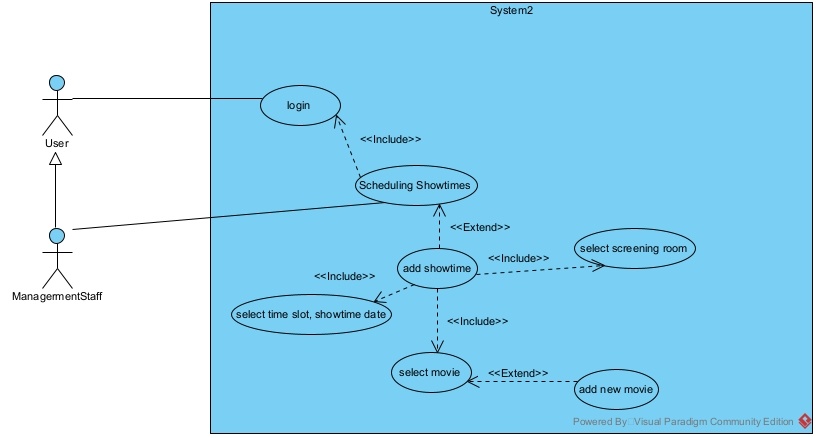 System2
login
User
<<Include>>
Scheduling Showtimes
<<Extend>>
select screening room
<<Include>>
add showtime
<<Include>>
ManagermentStaff
select time slot, showtime date
<<Include>>
select movie
<<Extend>>
add new movie
Powered By: Visual Paradigm Community Edition